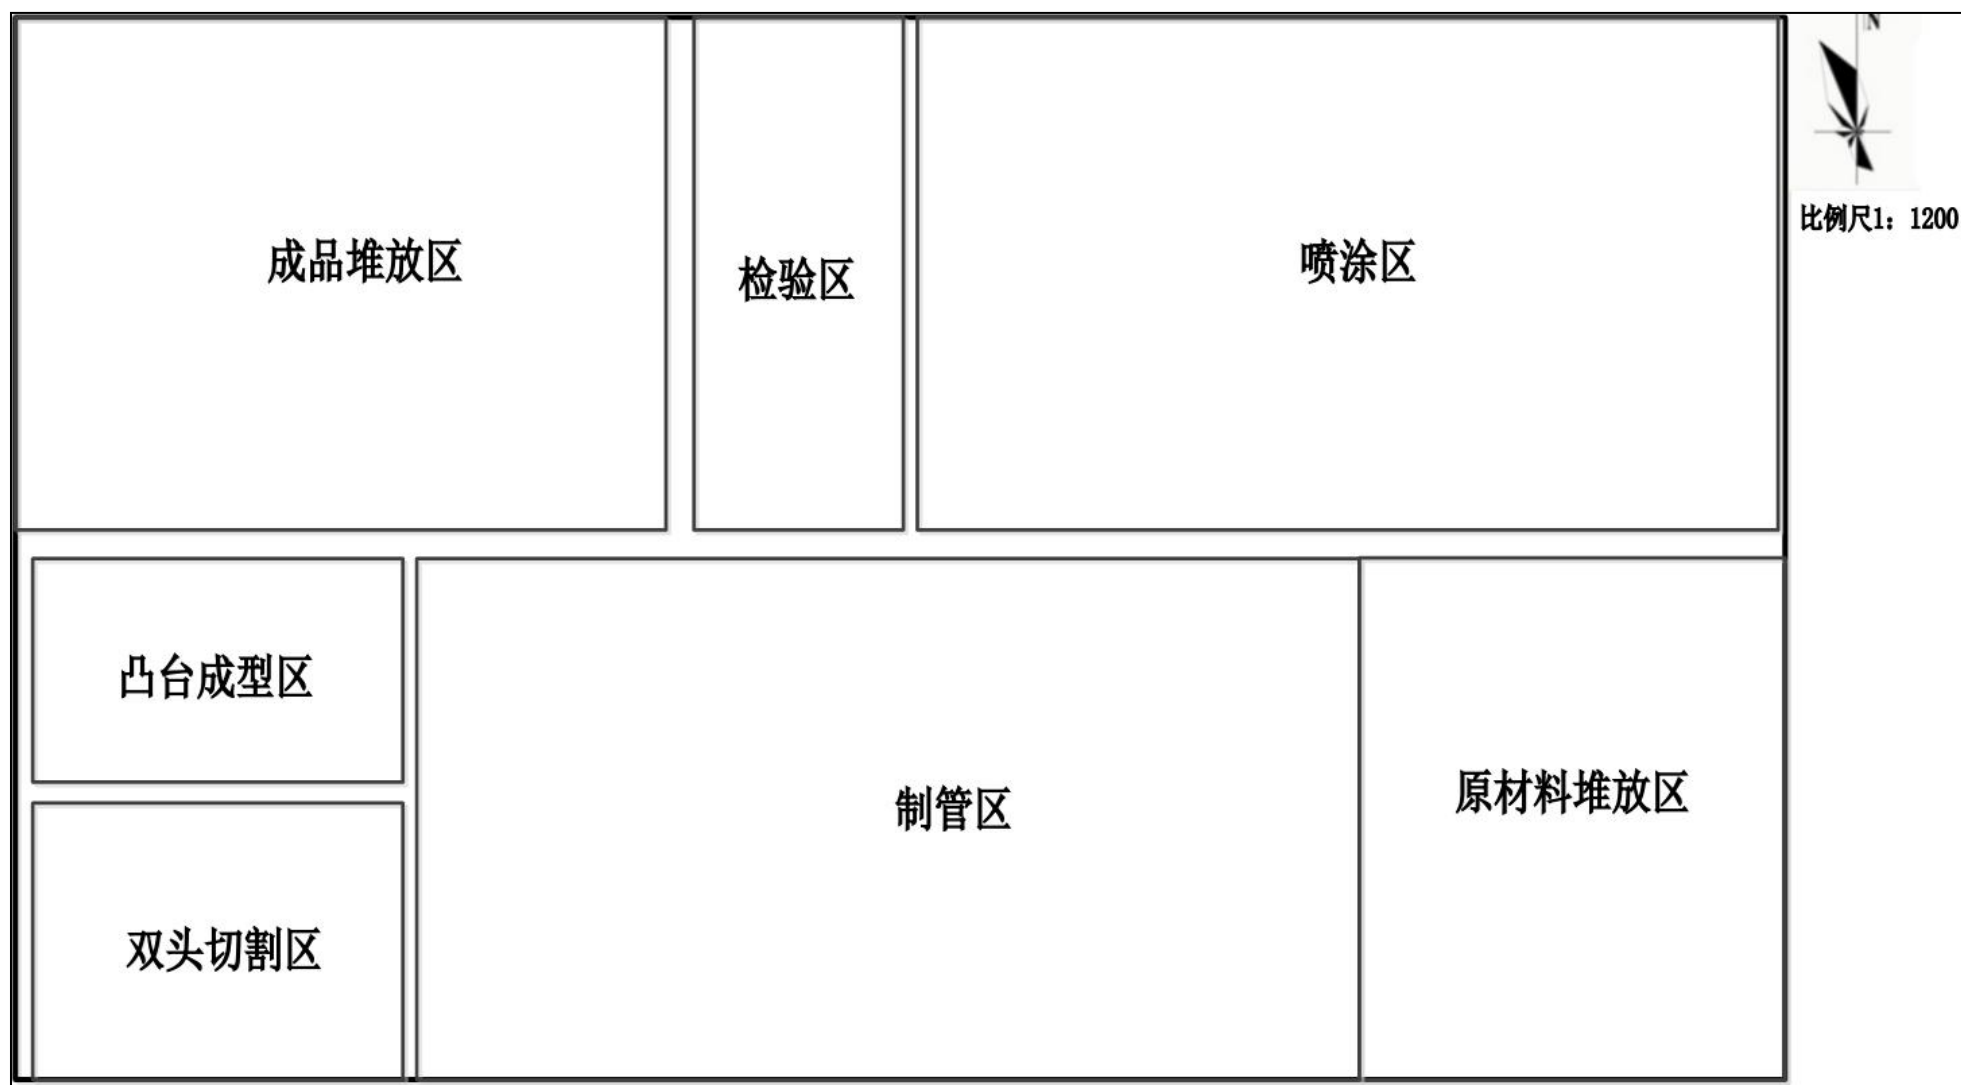 N
比例尺1：1200
成品堆放区
检验区
喷涂区
凸台成型区
制管区
原材料堆放区
双头切割区